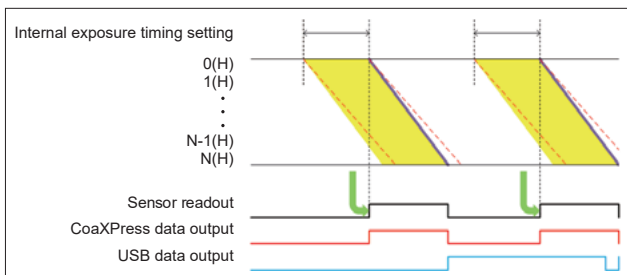 Internal exposure timing setting
0(H)
1(H)
•
•
•
N-1(H)
N(H)
Sensor readout
CoaXPress data output
USB data output